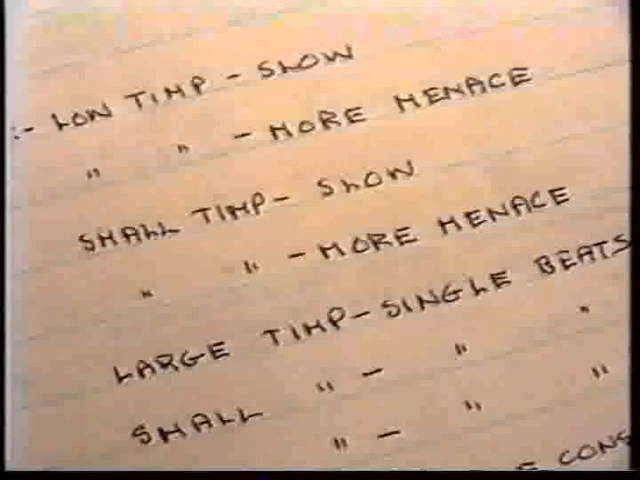 :- LOW TIMP - SLOW
" " - MORE MENACE
SMALL TIMP - SLOW
" " - MORE MENACE
LARGE TIMP - SINGLE BEATS
SMALL " - " "
" - " "
E CONS